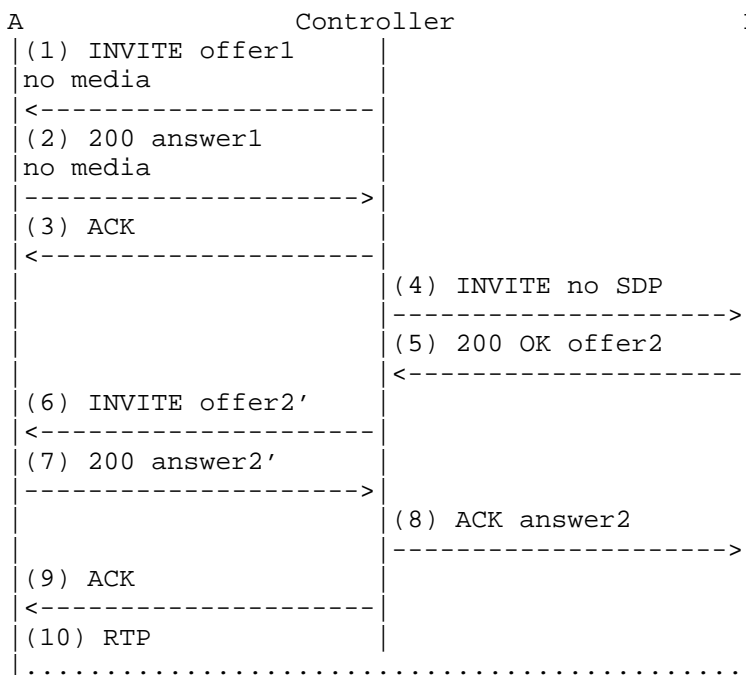 A Controller
(1) INVITE offer1
no media
<--------------------
(2) 200 answer1
no media
-------------------->
(3) ACK
<--------------------
(4) INVITE no SDP
-------------------->
(5) 200 OK offer2
<--------------------
(6) INVITE offer2'
<--------------------
(7) 200 answer2'
-------------------->
(8) ACK answer2
-------------------->
(9) ACK
<--------------------
(10) RTP